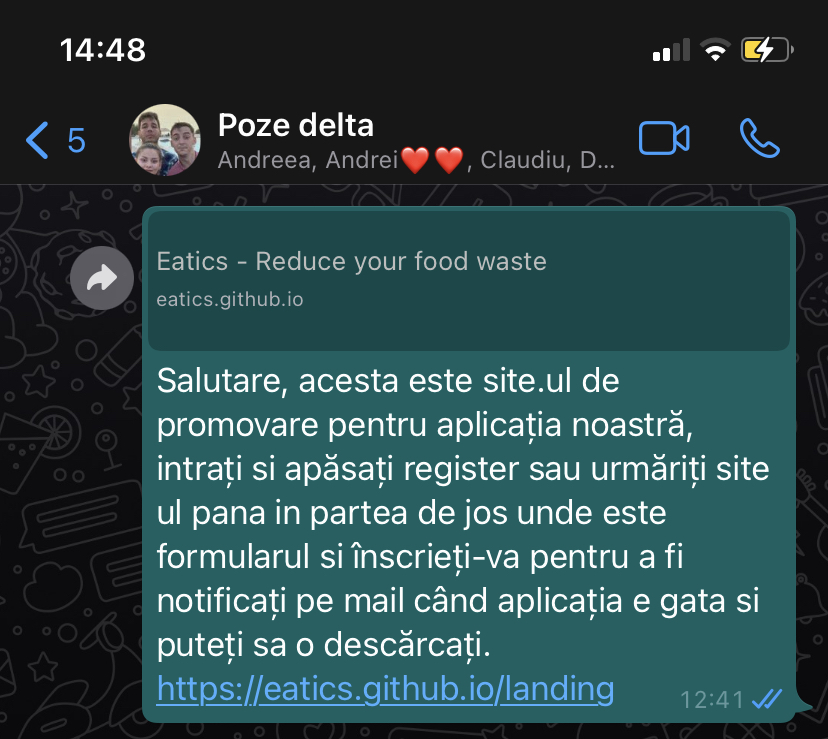 14:48
5
Poze delta
Andreea, Andrei❤️❤️, Claudiu, D...
Eatics - Reduce your food waste
eatics.github.io
Salutare, acesta este site.ul de
promovare pentru aplicația noastră,
intrați si apăsați register sau urmăriți site
ul pana in partea de jos unde este
formularul si înscrieți-va pentru a fi
notificați pe mail când aplicația e gata si
puteți sa o descărcați.
https://eatics.github.io/landing
12:41